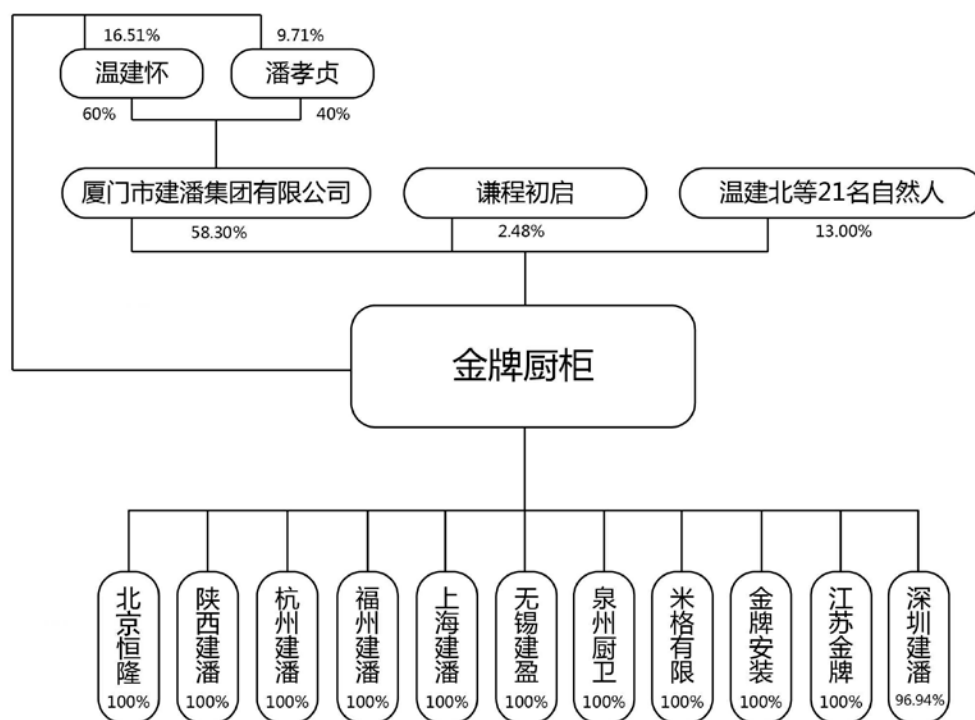 16.51%
9.71%
温建怀
潘孝贞
60%
40%
厦门市建潘集团有限公司
谦程初启
温建北等21名自然人
58.30%
2.48%
13.00%
金牌厨柜
北京恒隆
100%
陕西建潘
100%
杭州建潘
100%
福州建潘
100%
上海建潘
100%
无锡建盈
100%
泉州厨卫
100%
米格有限
100%
金牌安装
100%
江苏金牌
100%
深圳建潘
96.94%